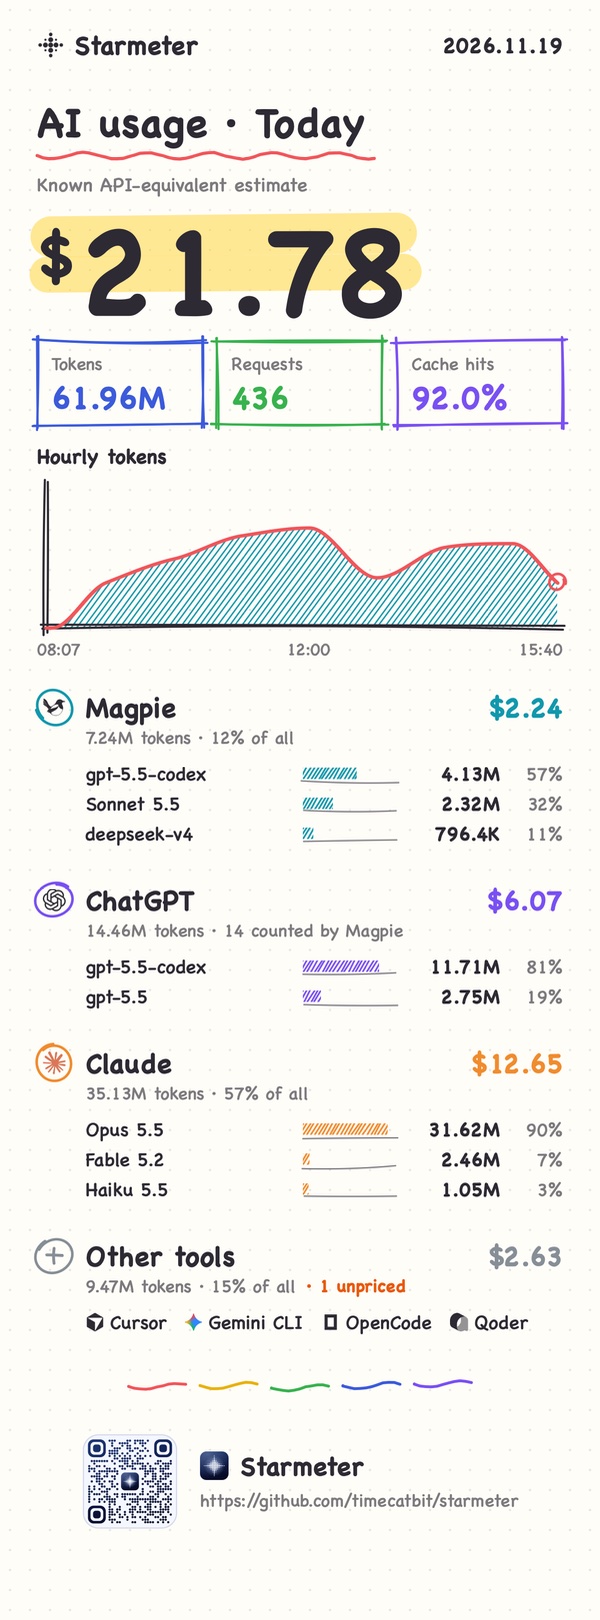 Starmeter 2026.11.19
AI usage · Today
Known API-equivalent estimate
$21.78
Tokens Requests Cache hits
61.96M 436 92.0%
Hourly tokens
08:07 12:00 15:40
Magpie $2.24
7.24M tokens · 12% of all
gpt-5.5-codex 4.13M 57%
Sonnet 5.5 2.32M 32%
deepseek-v4 796.4K 11%
ChatGPT $6.07
14.46M tokens · 14 counted by Magpie
gpt-5.5-codex 11.71M 81%
gpt-5.5 2.75M 19%
Claude $12.65
35.13M tokens · 57% of all
Opus 5.5 31.62M 90%
Fable 5.2 2.46M 7%
Haiku 5.5 1.05M 3%
Other tools $2.63
9.47M tokens · 15% of all · 1 unpriced
Cursor Gemini CLI OpenCode Qoder
Starmeter
https://github.com/timecatbit/starmeter